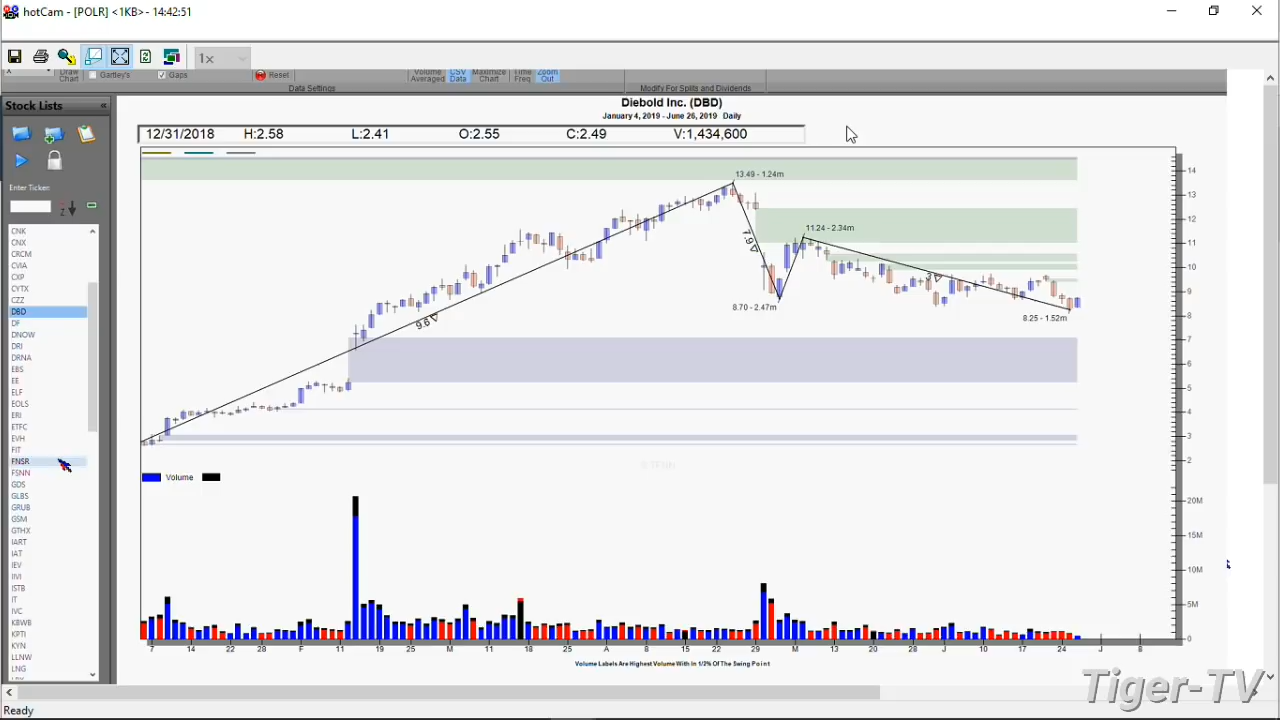 hotCam - [POLR] <1KB> - 14:42:51
1x
Draw Volume CSV Maximize Time Zoom
Chart Gartley's Gaps Reset Averaged Data Chart Freq Out
Data Settings Modify For Splits and Dividends
Stock Lists «
Diebold Inc. (DBD)
January 4, 2019 - June 26, 2019 Daily
12/31/2018 H:2.58 L:2.41 O:2.55 C:2.49 V:1,434,600
Enter Ticker:
CNK
CNX
CRCM
CVIA
CXP
CYTX
CZZ
DBD
DF
DNOW
DRI
DRNA
EBS
EE
ELF
EOLS
ERI
ETFC
EVH
FIT
FNSR
FSNN
GDS
GLBS
GRUB
GSM
GTHX
IART
IAT
IEV
IIVI
ISTB
IT
IVC
KBWB
KPTI
KYN
LLNW
LNG
13.49 - 1.24m
11.24 - 2.34m
8.70 - 2.47m
8.25 - 1.52m
9.6
7.6
14
13
12
11
10
9
8
7
6
5
4
3
2
Volume
20M
15M
10M
5M
0
7 14 22 28 F 11 19 25 M 11 18 25 A 8 15 22 29 M 13 20 28 J 10 17 24 J 8
Volume Labels Are Highest Volume With In 1/2% Of The Swing Point
Tiger-TV
Ready